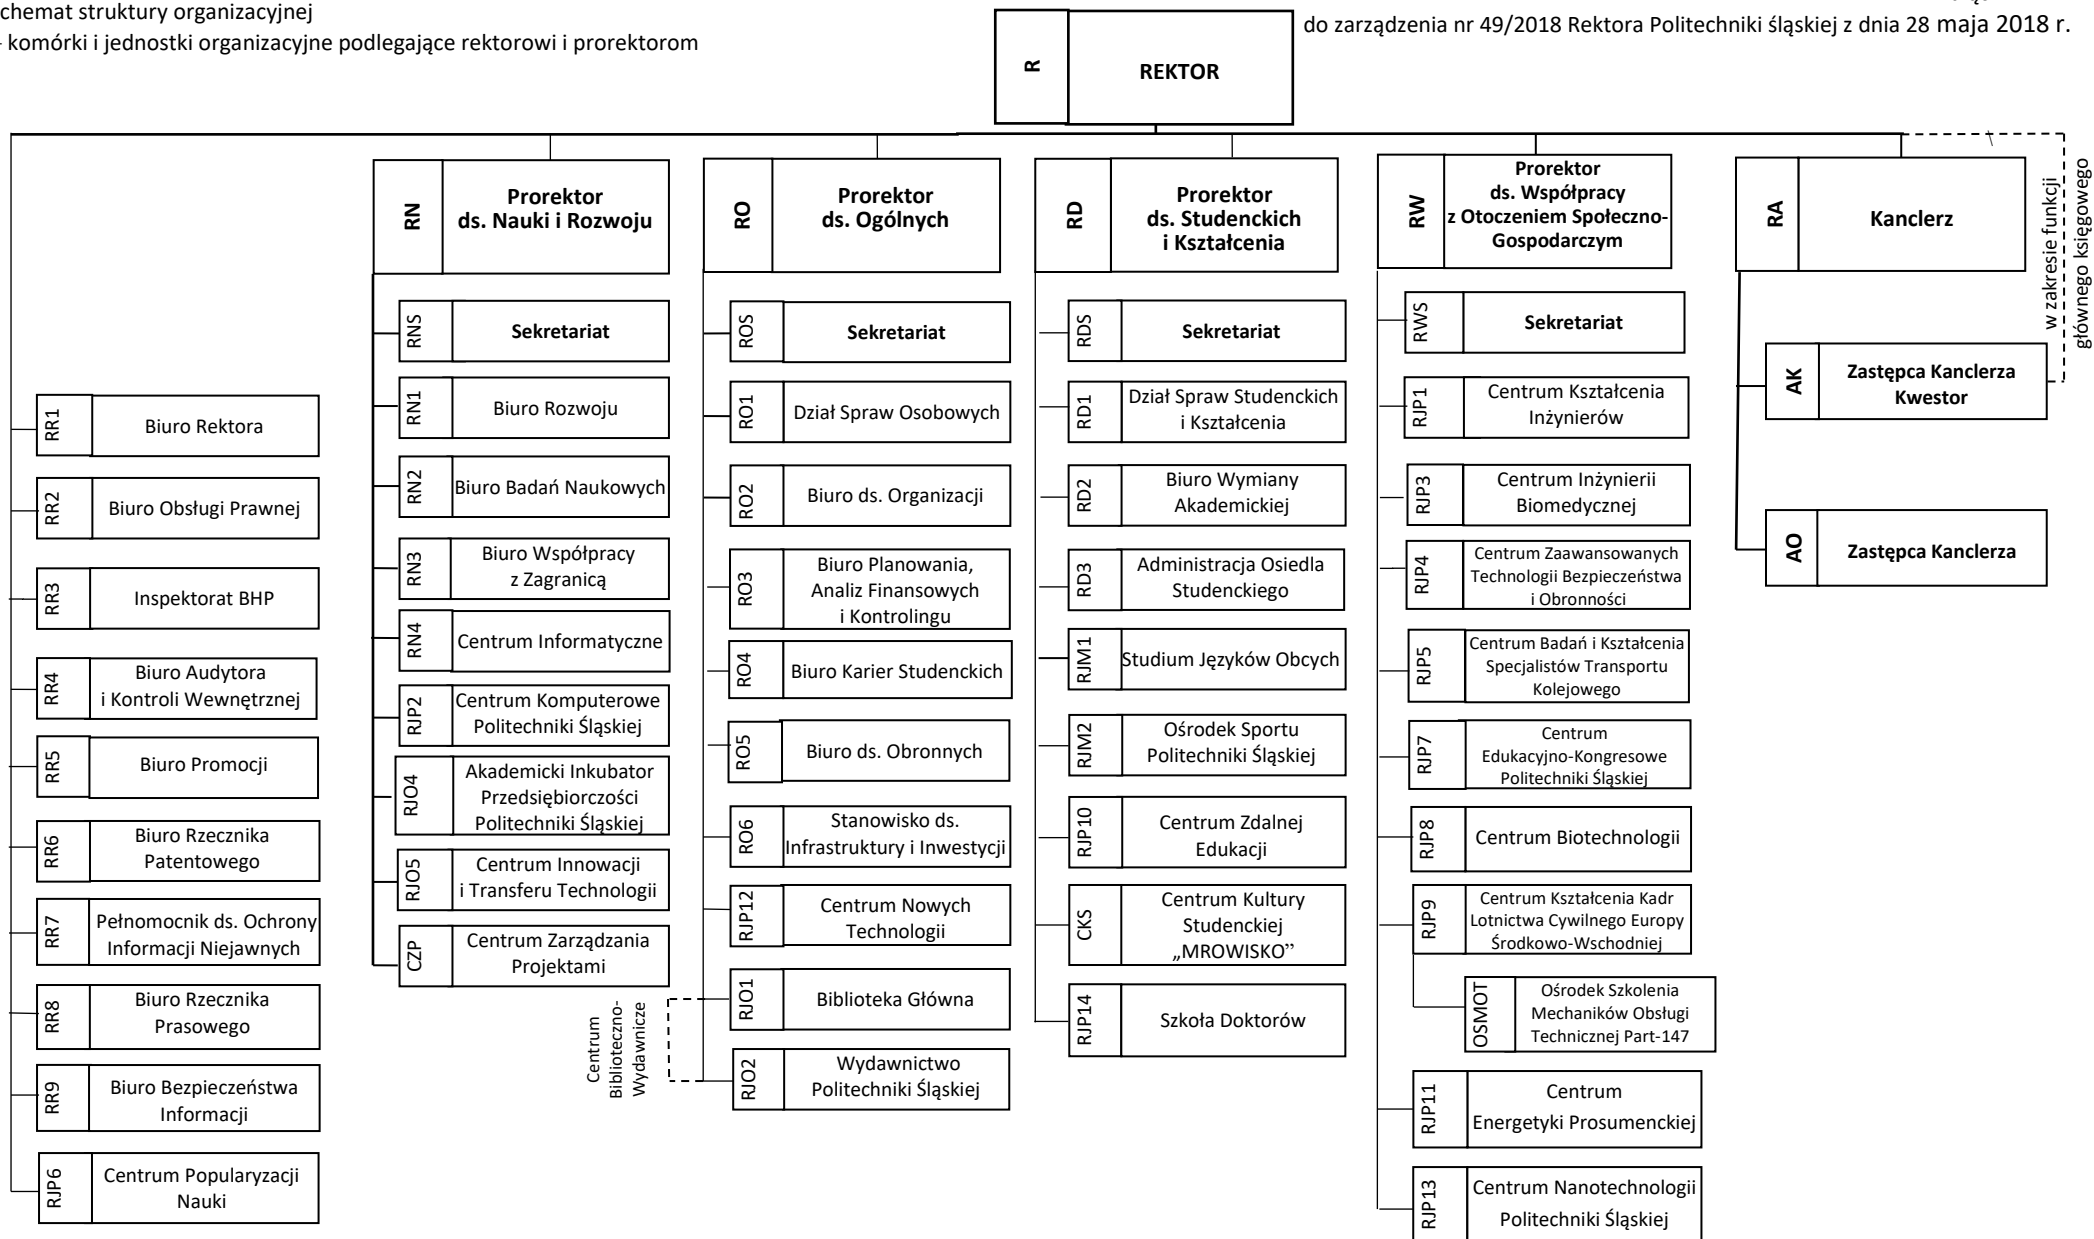 chemat struktury organizacyjnej
- komórki i jednostki organizacyjne podlegające rektorowi i prorektorom
do zarządzenia nr 49/2018 Rektora Politechniki śląskiej z dnia 28 maja 2018 r.
R
REKTOR
RR1
Biuro Rektora
RR2
Biuro Obsługi Prawnej
RR3
Inspektorat BHP
RR4
Biuro Audytora
i Kontroli Wewnętrznej
RR5
Biuro Promocji
RR6
Biuro Rzecznika
Patentowego
RR7
Pełnomocnik ds. Ochrony
Informacji Niejawnych
RR8
Biuro Rzecznika
Prasowego
RR9
Biuro Bezpieczeństwa
Informacji
RJP6
Centrum Popularyzacji
Nauki
RN
Prorektor
ds. Nauki i Rozwoju
RNS
Sekretariat
RN1
Biuro Rozwoju
RN2
Biuro Badań Naukowych
RN3
Biuro Współpracy
z Zagranicą
RN4
Centrum Informatyczne
RJP2
Centrum Komputerowe
Politechniki Śląskiej
RJO4
Akademicki Inkubator
Przedsiębiorczości
Politechniki Śląskiej
RJO5
Centrum Innowacji
i Transferu Technologii
CZP
Centrum Zarządzania
Projektami
RO
Prorektor
ds. Ogólnych
ROS
Sekretariat
RO1
Dział Spraw Osobowych
RO2
Biuro ds. Organizacji
RO3
Biuro Planowania,
Analiz Finansowych
i Kontrolingu
RO4
Biuro Karier Studenckich
RO5
Biuro ds. Obronnych
RO6
Stanowisko ds.
Infrastruktury i Inwestycji
RJP12
Centrum Nowych
Technologii
Centrum
Biblioteczno-
Wydawnicze
RJO1
Biblioteka Główna
RJO2
Wydawnictwo
Politechniki Śląskiej
RD
Prorektor
ds. Studenckich
i Kształcenia
RDS
Sekretariat
RD1
Dział Spraw Studenckich
i Kształcenia
RD2
Biuro Wymiany
Akademickiej
RD3
Administracja Osiedla
Studenckiego
RJM1
Studium Języków Obcych
RJM2
Ośrodek Sportu
Politechniki Śląskiej
RJP10
Centrum Zdalnej
Edukacji
CKS
Centrum Kultury
Studenckiej
„MROWISKO”
RJP14
Szkoła Doktorów
RW
Prorektor
ds. Współpracy
z Otoczeniem Społeczno-
Gospodarczym
RWS
Sekretariat
RJP1
Centrum Kształcenia
Inżynierów
RJP3
Centrum Inżynierii
Biomedycznej
RJP4
Centrum Zaawansowanych
Technologii Bezpieczeństwa
i Obronności
RJP5
Centrum Badań i Kształcenia
Specjalistów Transportu
Kolejowego
RJP7
Centrum
Edukacyjno-Kongresowe
Politechniki Śląskiej
RJP8
Centrum Biotechnologii
RJP9
Centrum Kształcenia Kadr
Lotnictwa Cywilnego Europy
Środkowo-Wschodniej
OSMOT
Ośrodek Szkolenia
Mechaników Obsługi
Technicznej Part-147
RJP11
Centrum
Energetyki Prosumenckiej
RJP13
Centrum Nanotechnologii
Politechniki Śląskiej
RA
Kanclerz
w zakresie funkcji
głównego księgowego
AK
Zastępca Kanclerza
Kwestor
AO
Zastępca Kanclerza